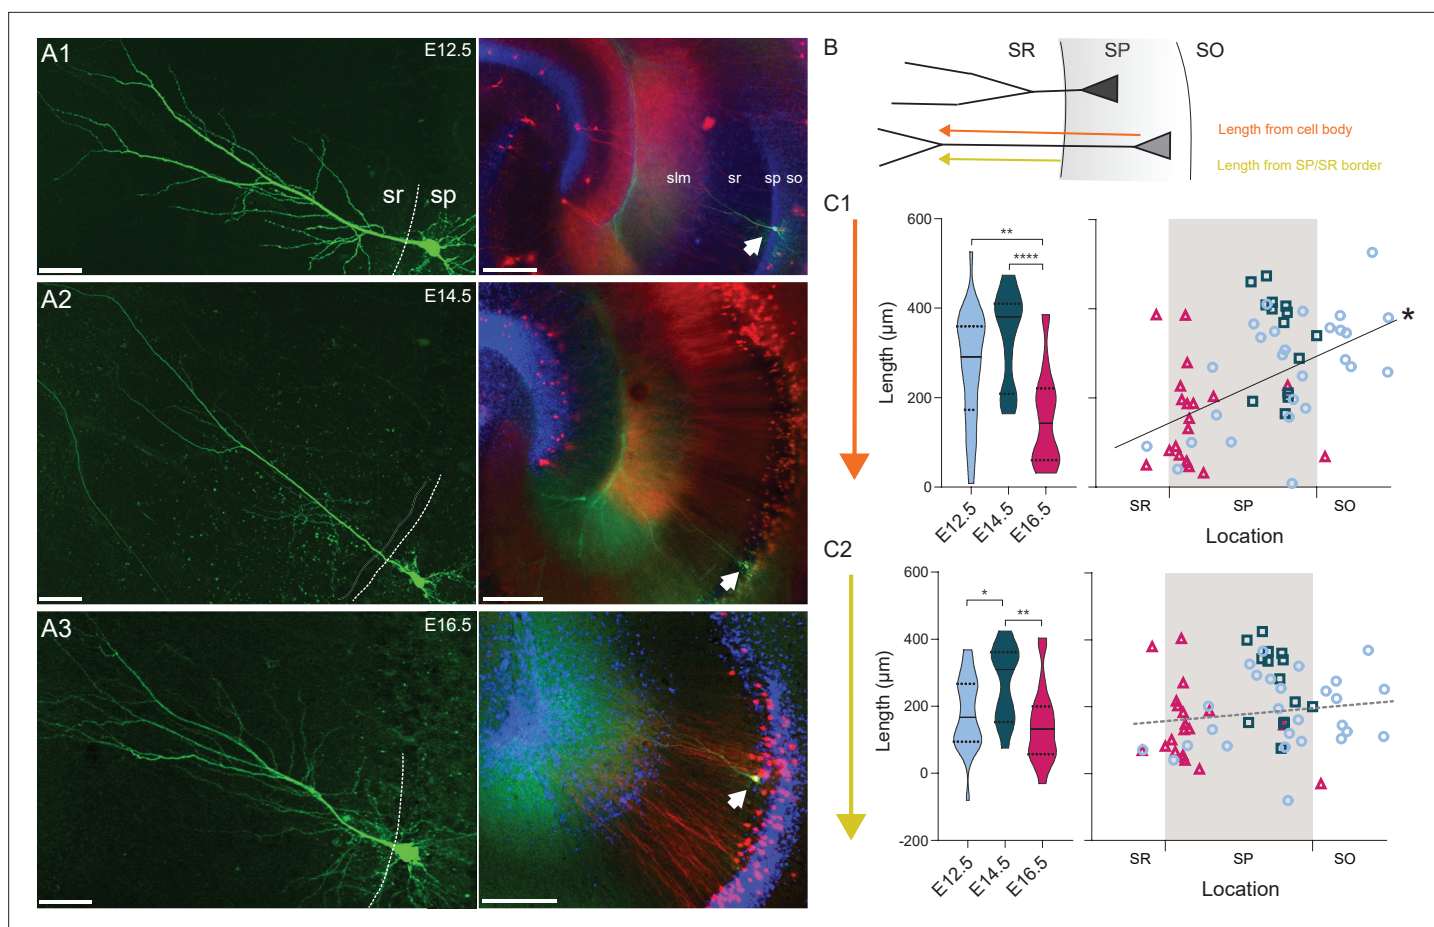 A1
E12.5
sr
sp
slm
sr
sp
so
A2
E14.5
A3
E16.5
B
SR
SP
SO
Length from cell body
Length from SP/SR border
C1
600
400
200
0
Length (µm)
**
****
E12.5
E14.5
E16.5
*
SR
SP
SO
Location
C2
600
400
200
0
-200
Length (µm)
*
**
E12.5
E14.5
E16.5
SR
SP
SO
Location